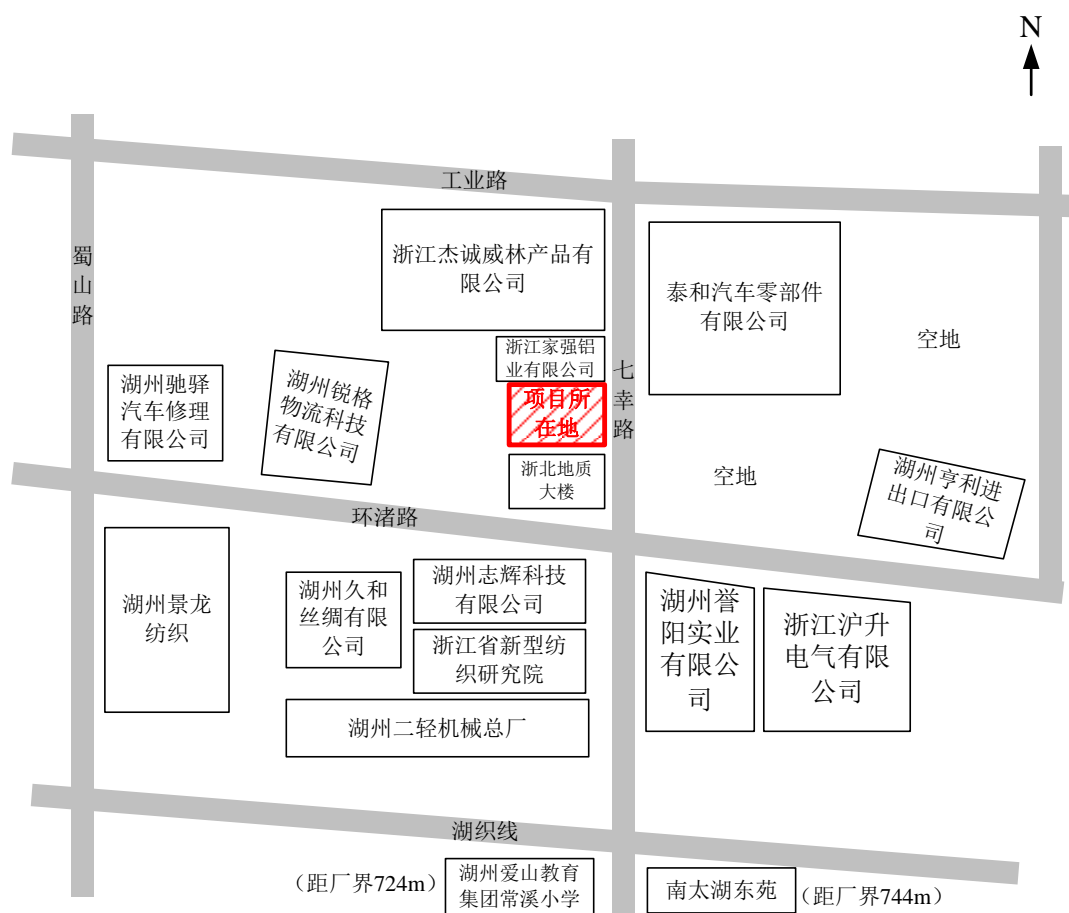 N
工业路
蜀
山
路
浙江杰诚威林产品有
限公司
泰和汽车零部件
有限公司
空地
浙江家强铝
业有限公司
七
幸
路
项目所
在地
湖州驰驿
汽车修理
有限公司
湖州锐格
物流科技
有限公司
浙北地质
大楼
空地
湖州亨利进
出口有限公
司
环渚路
湖州景龙
纺织
湖州久和
丝绸有限
公司
湖州志辉科技
有限公司
浙江省新型纺
织研究院
湖州誉
阳实业
有限公
司
浙江沪升
电气有限
公司
湖州二轻机械总厂
湖织线
（距厂界724m）
湖州爱山教育
集团常溪小学
南太湖东苑
（距厂界744m）